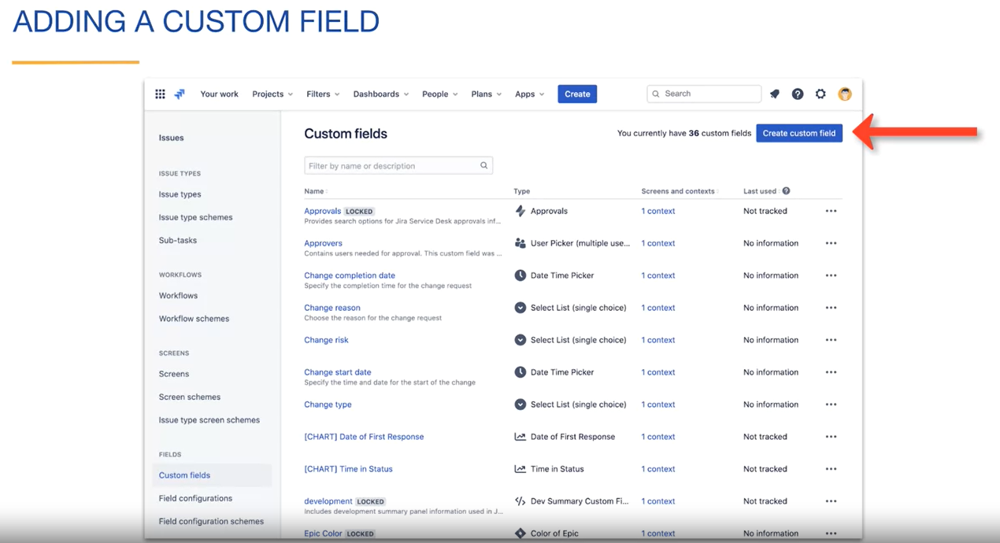 ADDING A CUSTOM FIELD
Your work Projects Filters Dashboards People Plans Apps Create Search
Issues
ISSUE TYPES
Issue types
Issue type schemes
Sub-tasks
WORKFLOWS
Workflows
Workflow schemes
SCREENS
Screens
Screen schemes
Issue type screen schemes
FIELDS
Custom fields
Field configurations
Field configuration schemes
Custom fields
You currently have 36 custom fields Create custom field
Filter by name or description
Name Type Screens and contexts Last used
Approvals LOCKED Approvals 1 context Not tracked
Provides search options for Jira Service Desk approvals inf...
Approvers User Picker (multiple use... 1 context No information
Contains users needed for approval. This custom field was ...
Change completion date Date Time Picker 1 context No information
Specify the completion time for the change request
Change reason Select List (single choice) 1 context No information
Choose the reason for the change request
Change risk Select List (single choice) 1 context No information
Change start date Date Time Picker 1 context No information
Specify the time and date for the start of the change
Change type Select List (single choice) 1 context No information
[CHART] Date of First Response Date of First Response 1 context Not tracked
[CHART] Time in Status Time in Status 1 context Not tracked
development LOCKED Dev Summary Custom Fi... 1 context Not tracked
Includes development summary panel information used in J...
Epic Color LOCKED Color of Epic 1 context No information